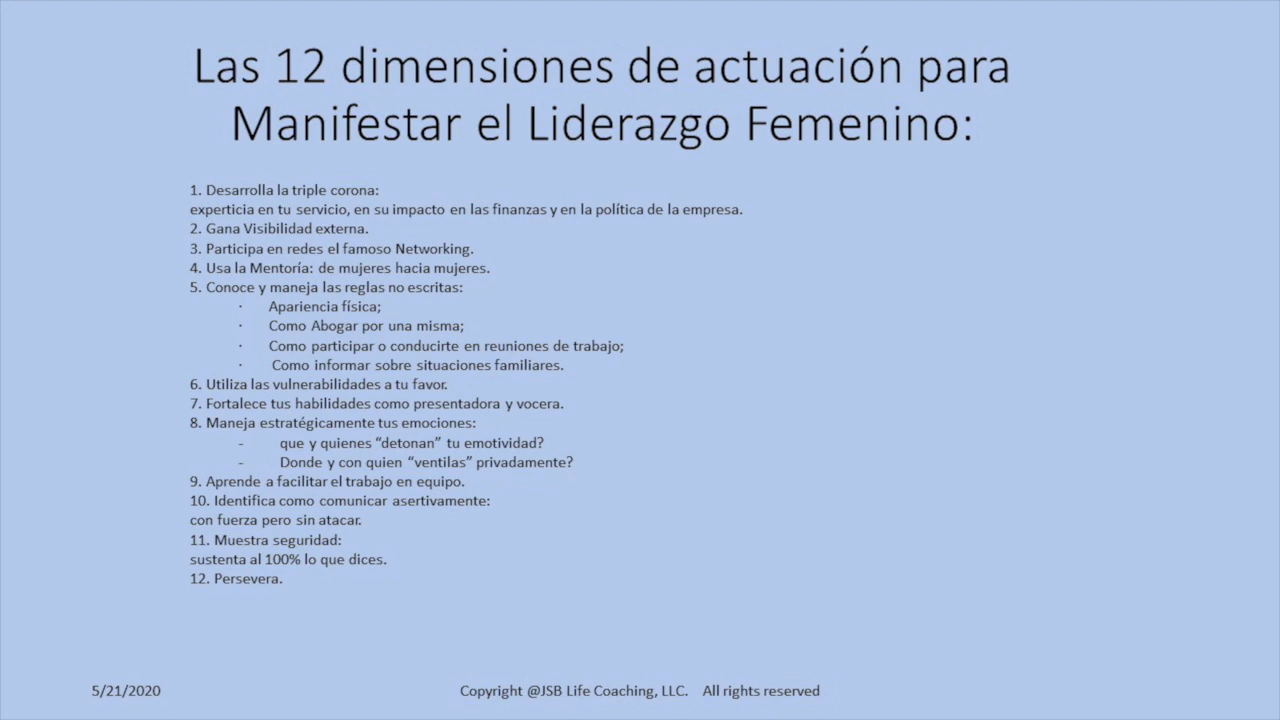 Las 12 dimensiones de actuación para
Manifestar el Liderazgo Femenino:
1. Desarrolla la triple corona:
experticia en tu servicio, en su impacto en las finanzas y en la política de la empresa.
2. Gana Visibilidad externa.
3. Participa en redes el famoso Networking.
4. Usa la Mentoría: de mujeres hacia mujeres.
5. Conoce y maneja las reglas no escritas:
· Apariencia física;
· Como Abogar por una misma;
· Como participar o conducirte en reuniones de trabajo;
· Como informar sobre situaciones familiares.
6. Utiliza las vulnerabilidades a tu favor.
7. Fortalece tus habilidades como presentadora y vocera.
8. Maneja estratégicamente tus emociones:
- que y quienes “detonan” tu emotividad?
- Donde y con quien “ventilas” privadamente?
9. Aprende a facilitar el trabajo en equipo.
10. Identifica como comunicar asertivamente:
con fuerza pero sin atacar.
11. Muestra seguridad:
sustenta al 100% lo que dices.
12. Persevera.
5/21/2020 Copyright @JSB Life Coaching, LLC. All rights reserved